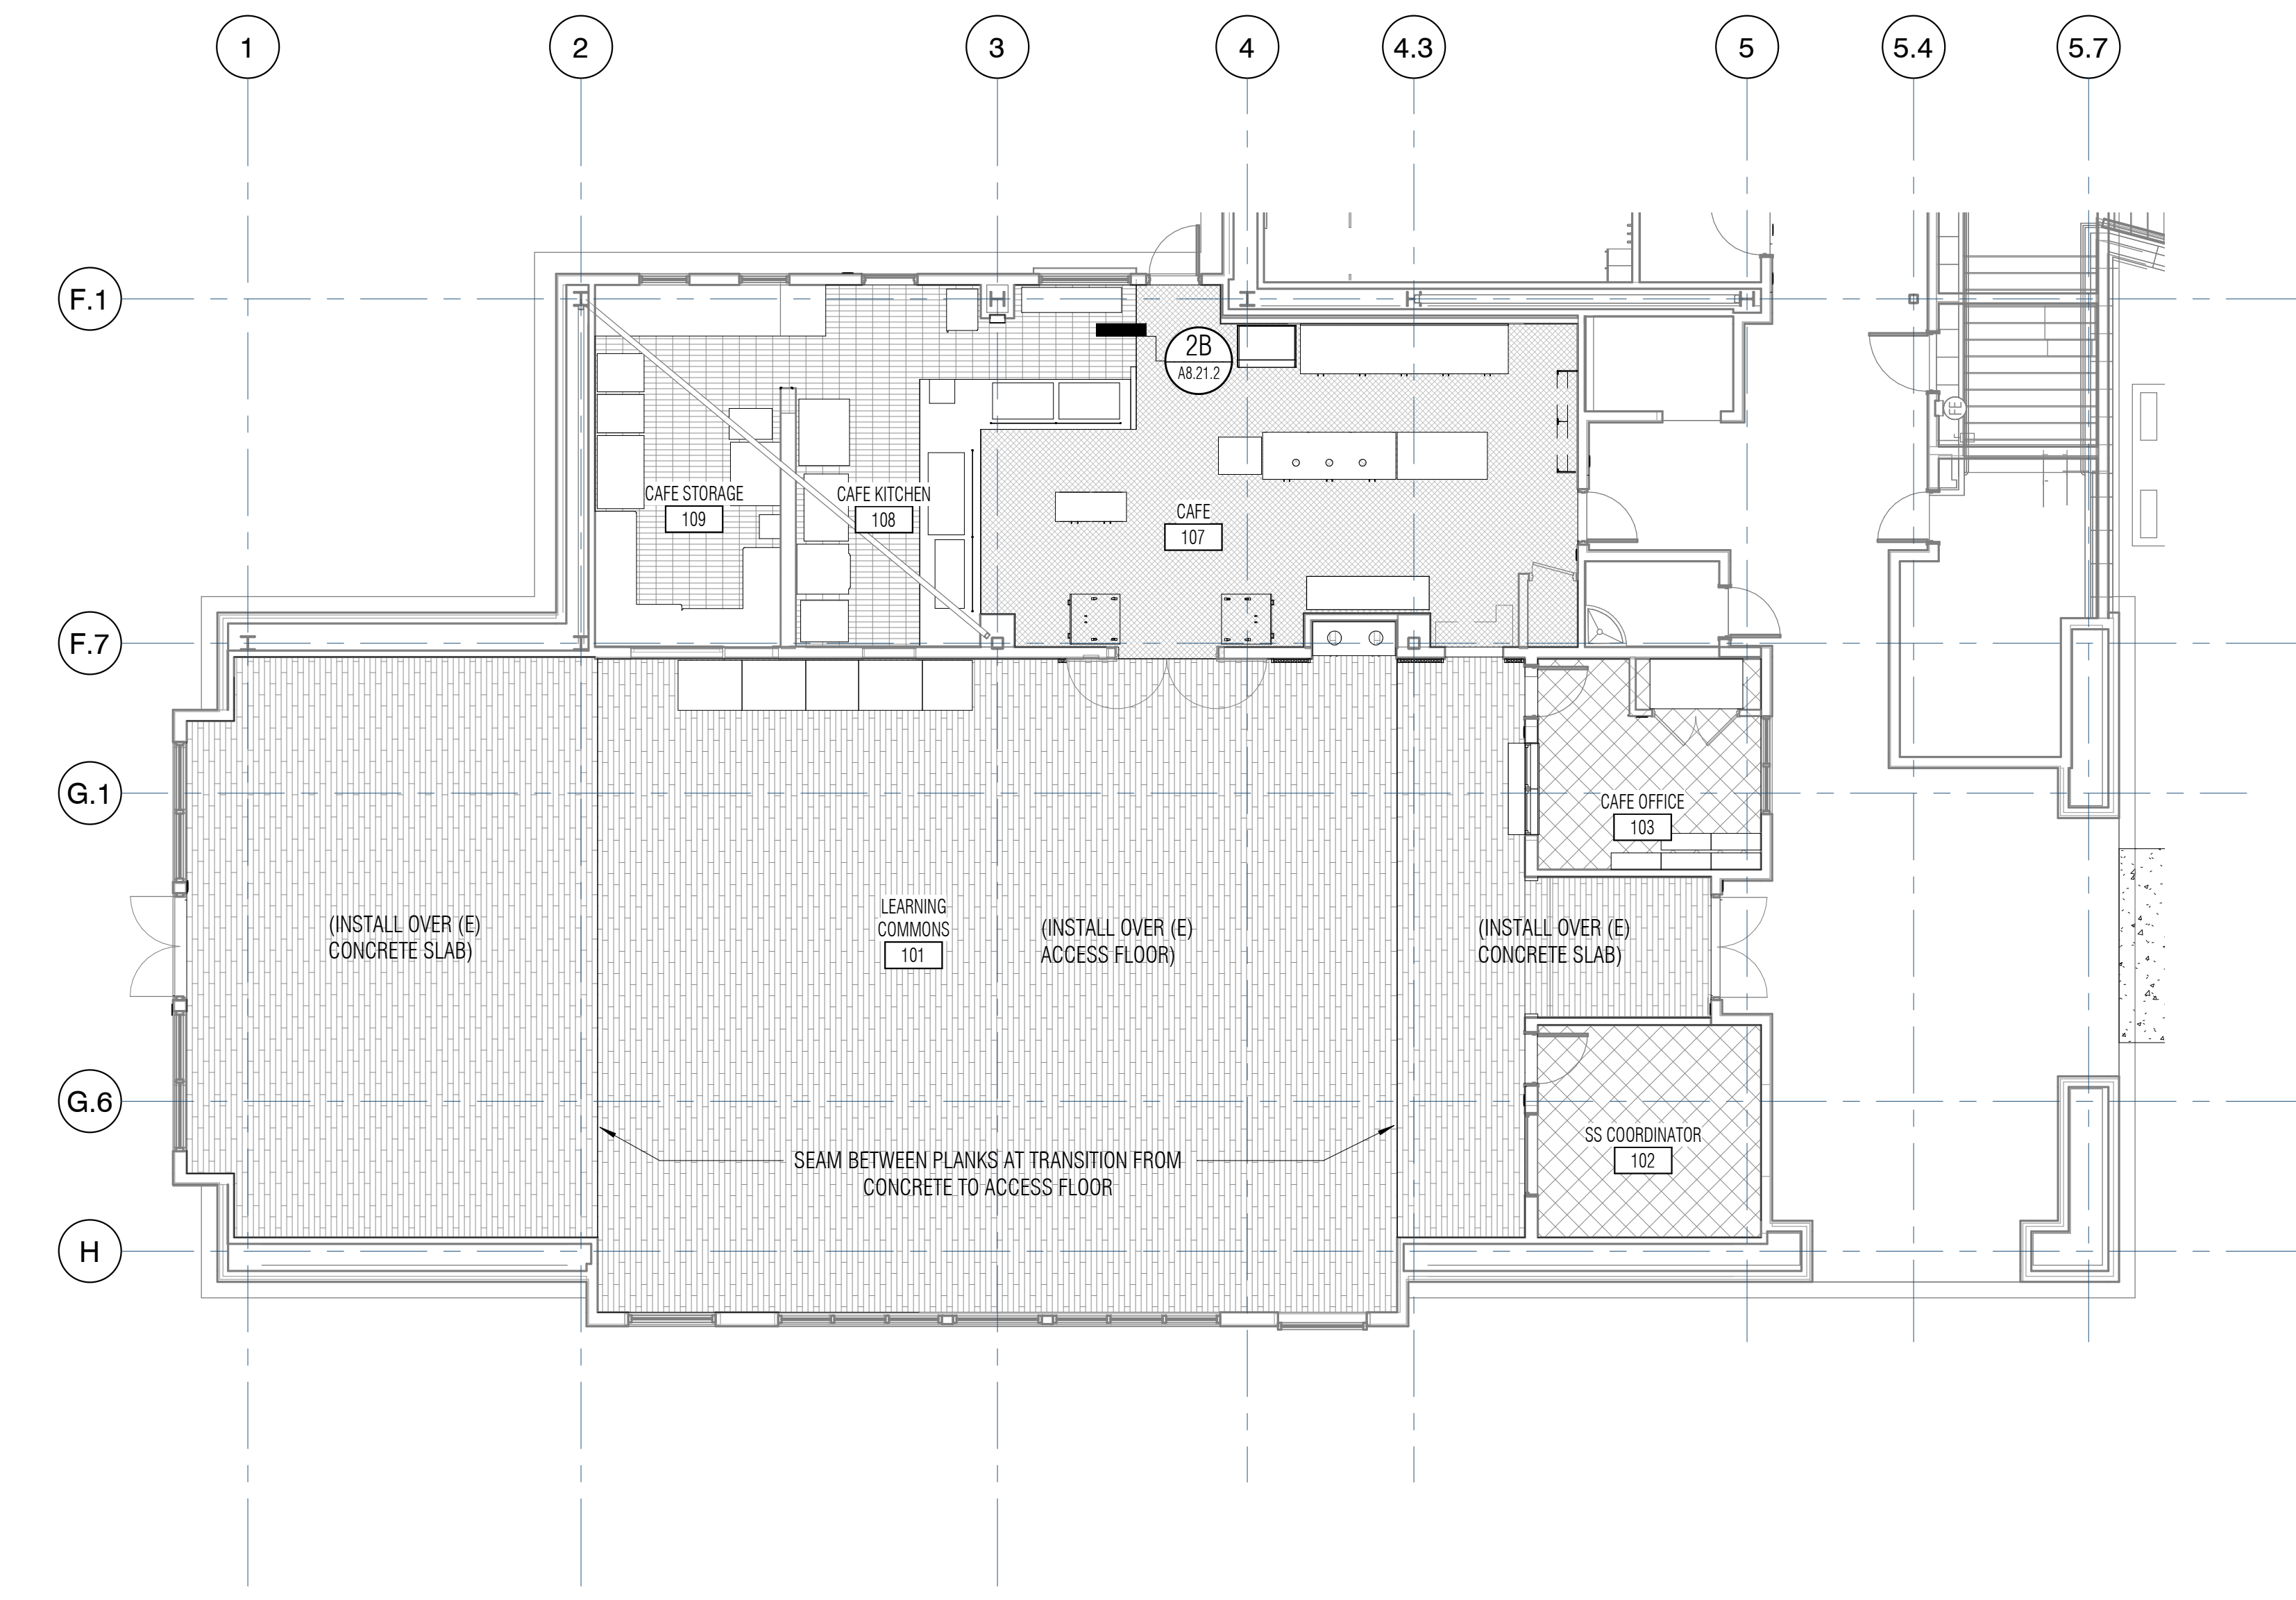 1
2
3
4
4.3
5
5.4
5.7
F.1
2B
A8.21.2
FE
CAFE STORAGE
109
CAFE KITCHEN
108
CAFE
107
F.7
G.1
CAFE OFFICE
103
LEARNING
COMMONS
101
(INSTALL OVER (E)
CONCRETE SLAB)
(INSTALL OVER (E)
ACCESS FLOOR)
(INSTALL OVER (E)
CONCRETE SLAB)
G.6
SS COORDINATOR
102
SEAM BETWEEN PLANKS AT TRANSITION FROM
CONCRETE TO ACCESS FLOOR
H